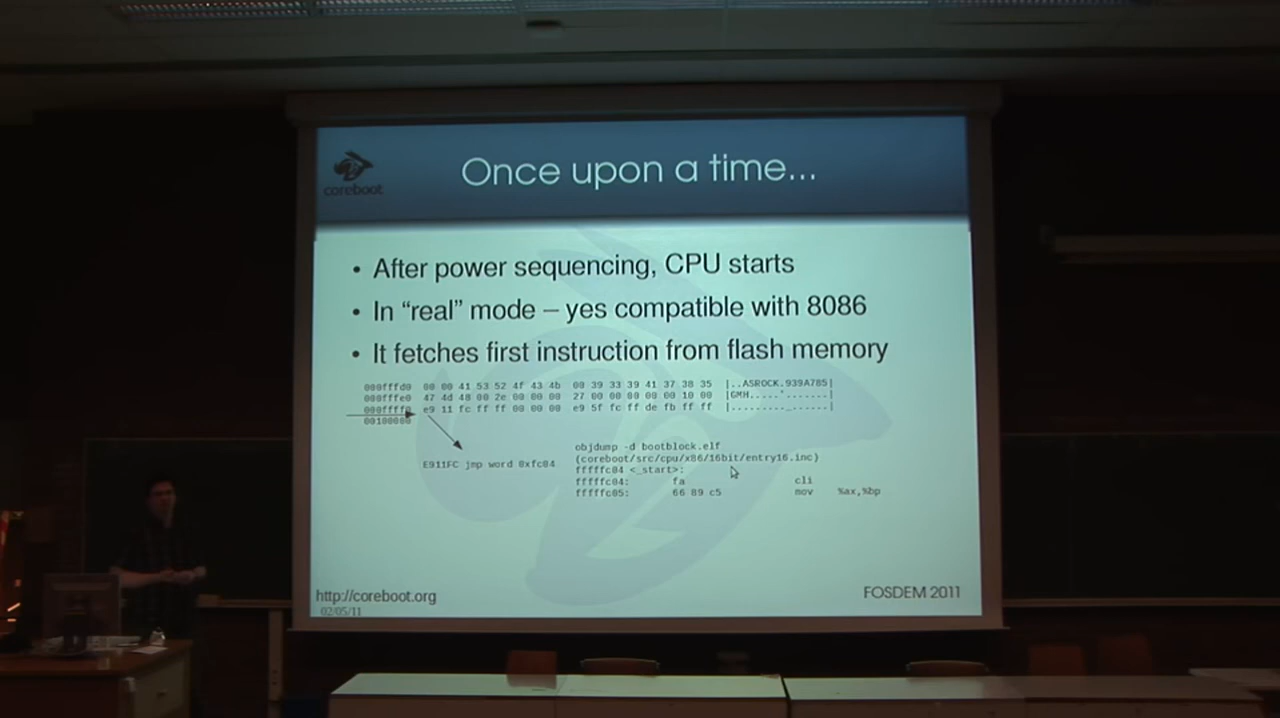 coreboot
Once upon a time...
• After power sequencing, CPU starts
• In “real” mode – yes compatible with 8086
• It fetches first instruction from flash memory
000fffd0 00 00 41 53 52 4f 43 4b 00 39 33 39 41 37 38 35 |..ASROCK.939A785|
000fffe0 47 4d 48 00 2e 00 00 00 27 00 00 00 00 00 10 00 |GMH.....'.......|
000ffff0 e9 11 fc ff ff 00 00 00 e9 5f fc ff de fb ff ff |........._......|
00100000
E911FC jmp word 0xfc04
objdump -d bootblock.elf
(coreboot/src/cpu/x86/16bit/entry16.inc)
fffffc04 <_start>:
fffffc04: fa cli
fffffc05: 66 89 c5 mov %ax,%bp
http://coreboot.org
FOSDEM 2011
02/05/11